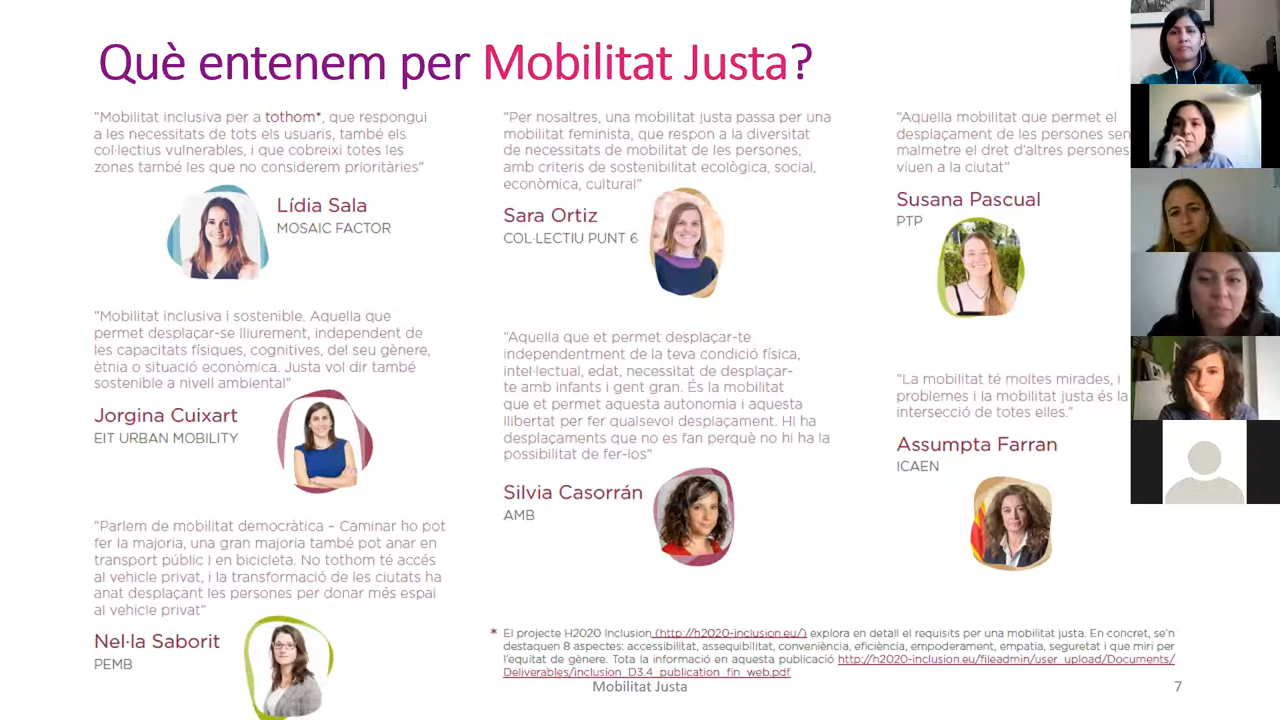 Què entenem per Mobilitat Justa?
“Mobilitat inclusiva per a tothom*, que respongui
a les necessitats de tots els usuaris, també els
col·lectius vulnerables, i que cobreixi totes les
zones també les que no considerem prioritàries”
Lídia Sala
MOSAIC FACTOR
“Mobilitat inclusiva i sostenible. Aquella que
permet desplaçar-se lliurement, independent de
les capacitats físiques, cognitives, del seu gènere,
ètnia o situació econòmica. Justa vol dir també
sostenible a nivell ambiental”
Jorgina Cuixart
EIT URBAN MOBILITY
“Parlem de mobilitat democràtica – Caminar ho pot
fer la majoria, una gran majoria també pot anar en
transport públic i en bicicleta. No tothom té accés
al vehicle privat, i la transformació de les ciutats ha
anat desplaçant les persones per donar més espai
al vehicle privat”
Nel·la Saborit
PEMB
“Per nosaltres, una mobilitat justa passa per una
mobilitat feminista, que respon a la diversitat
de necessitats de mobilitat de les persones,
amb criteris de sostenibilitat ecològica, social,
econòmica, cultural”
Sara Ortiz
COL·LECTIU PUNT 6
“Aquella que et permet desplaçar-te
independentment de la teva condició física,
intel·lectual, edat, necessitat de desplaçar-
te amb infants i gent gran. És la mobilitat
que et permet aquesta autonomia i aquesta
llibertat per fer qualsevol desplaçament. Hi ha
desplaçaments que no es fan perquè no hi ha la
possibilitat de fer-los”
Silvia Casorrán
AMB
“Aquella mobilitat que permet el
desplaçament de les persones sen
malmetre el dret d’altres persones
viuen a la ciutat”
Susana Pascual
PTP
“La mobilitat té moltes mirades, i
problemes i la mobilitat justa és la
intersecció de totes elles.”
Assumpta Farran
ICAEN
* El projecte H2020 Inclusion (http://h2020-inclusion.eu/) explora en detall el requisits per una mobilitat justa. En concret, se’n
destaquen 8 aspectes: accessibilitat, assequibilitat, conveniència, eficiència, empoderament, empatia, seguretat i que miri per
l’equitat de gènere. Tota la informació en aquesta publicació http://h2020-inclusion.eu/fileadmin/user_upload/Documents/
Deliverables/inclusion_D3.4_publication_fin_web.pdf
Mobilitat Justa
7